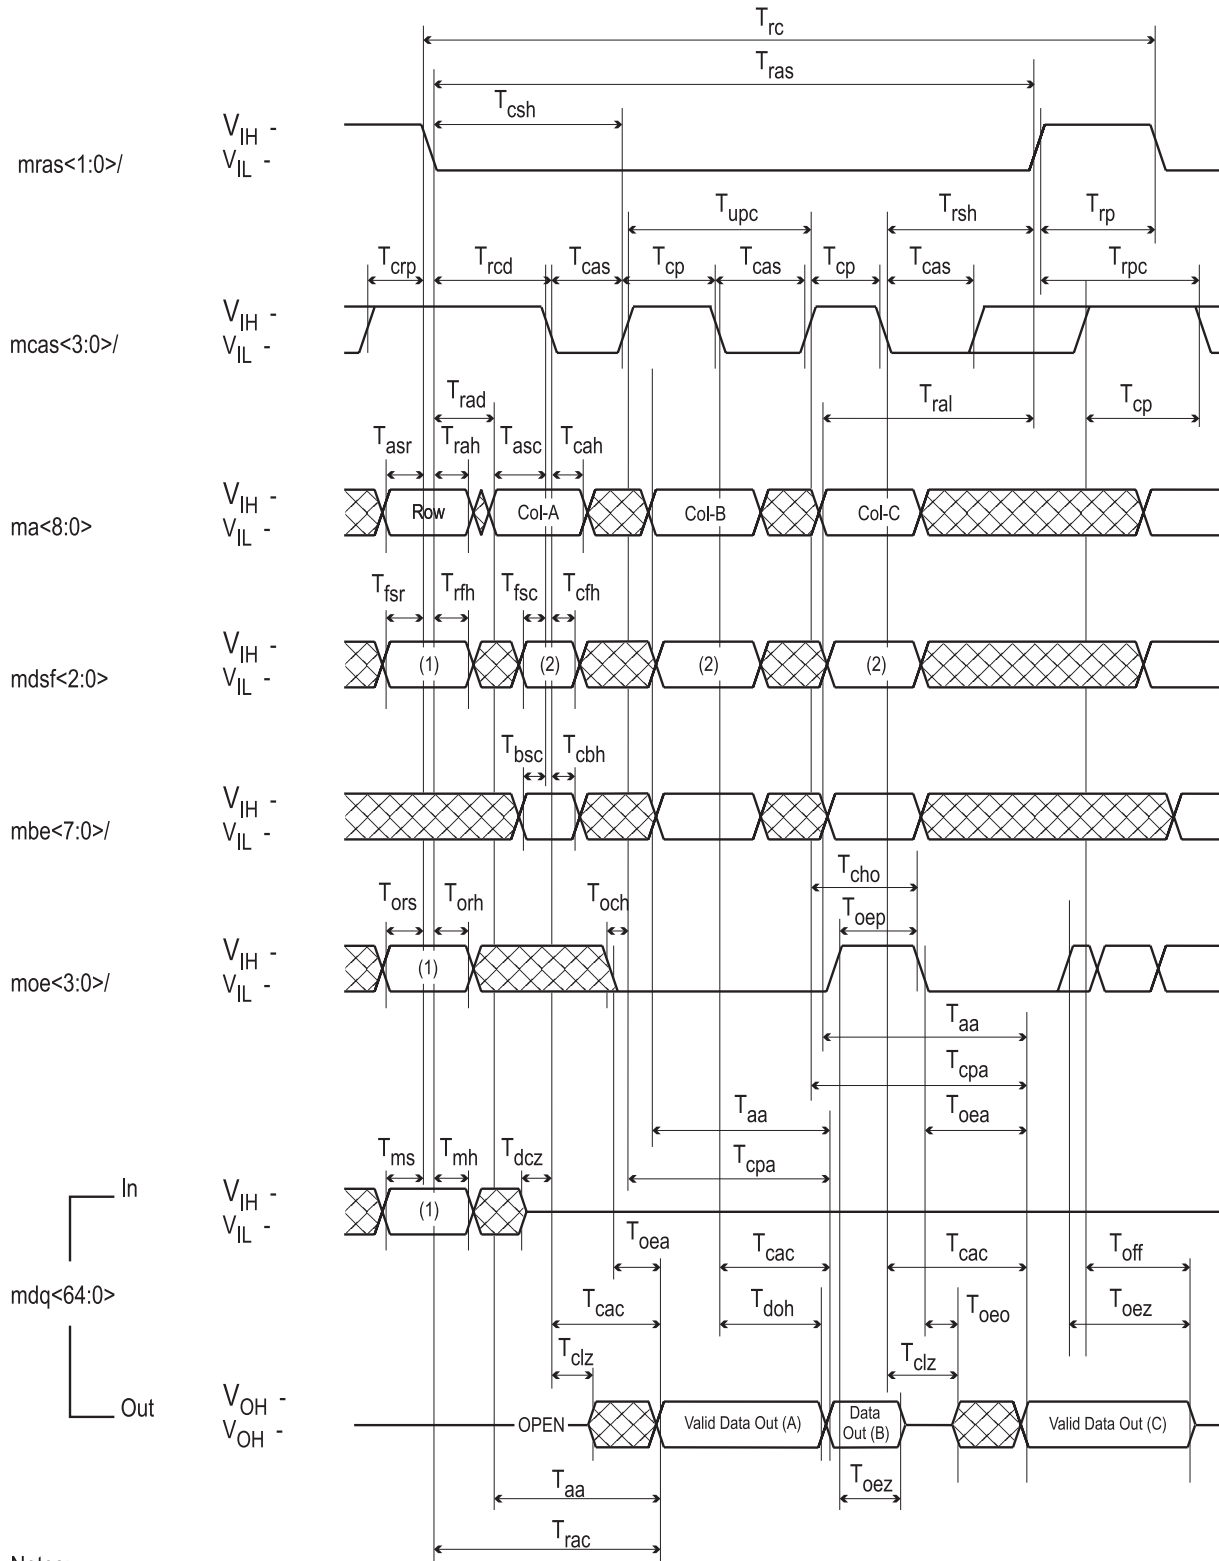 Trc
Tras
Tcsh
VIH -
mras<1:0>/
VIL -
Tupc
Trsh
Trp
Tcrp
Trcd
Tcas
Tcp
Tcas
Tcp
Tcas
Trpc
VIH -
mcas<3:0>/
VIL -
Trad
Tral
Tcp
Tasr
Trah
Tasc
Tcah
VIH -
ma<8:0>
VIL -
Row
Col-A
Col-B
Col-C
Tfsr
Trfh
Tfsc
Tcfh
VIH -
mdsf<2:0>
VIL -
(1)
(2)
(2)
(2)
Tbsc
Tcbh
VIH -
mbe<7:0>/
VIL -
Tcho
Tors
Torh
Toch
Toep
VIH -
moe<3:0>/
VIL -
(1)
Taa
Tcpa
Taa
Toea
Tms
Tmh
Tdcz
Tcpa
In
VIH -
VIL -
(1)
Toea
Tcac
Tcac
Toff
mdq<64:0>
Tcac
Tdoh
Toeo
Toez
Tclz
Tclz
Out
VOH -
VOH -
OPEN
Valid Data Out (A)
Data
Out (B)
Valid Data Out (C)
Taa
Toez
Trac